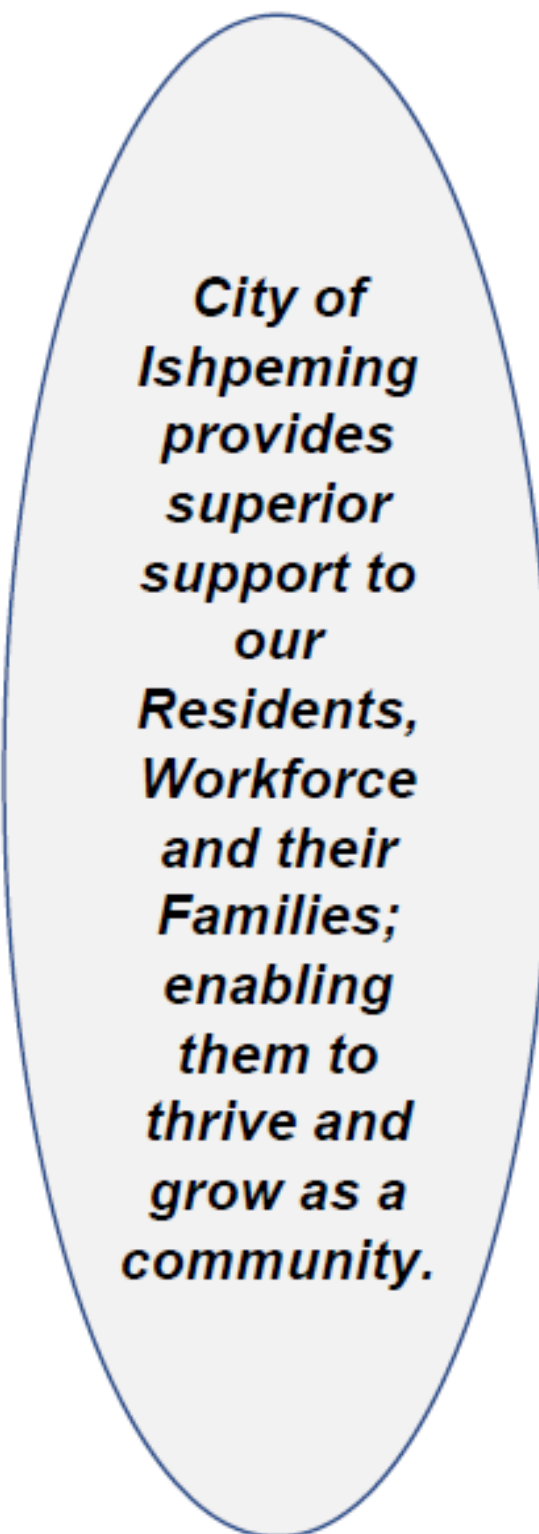 City of
Ishpeming
provides
superior
support to
our
Residents,
Workforce
and their
Families;
enabling
them to
thrive and
grow as a
community.